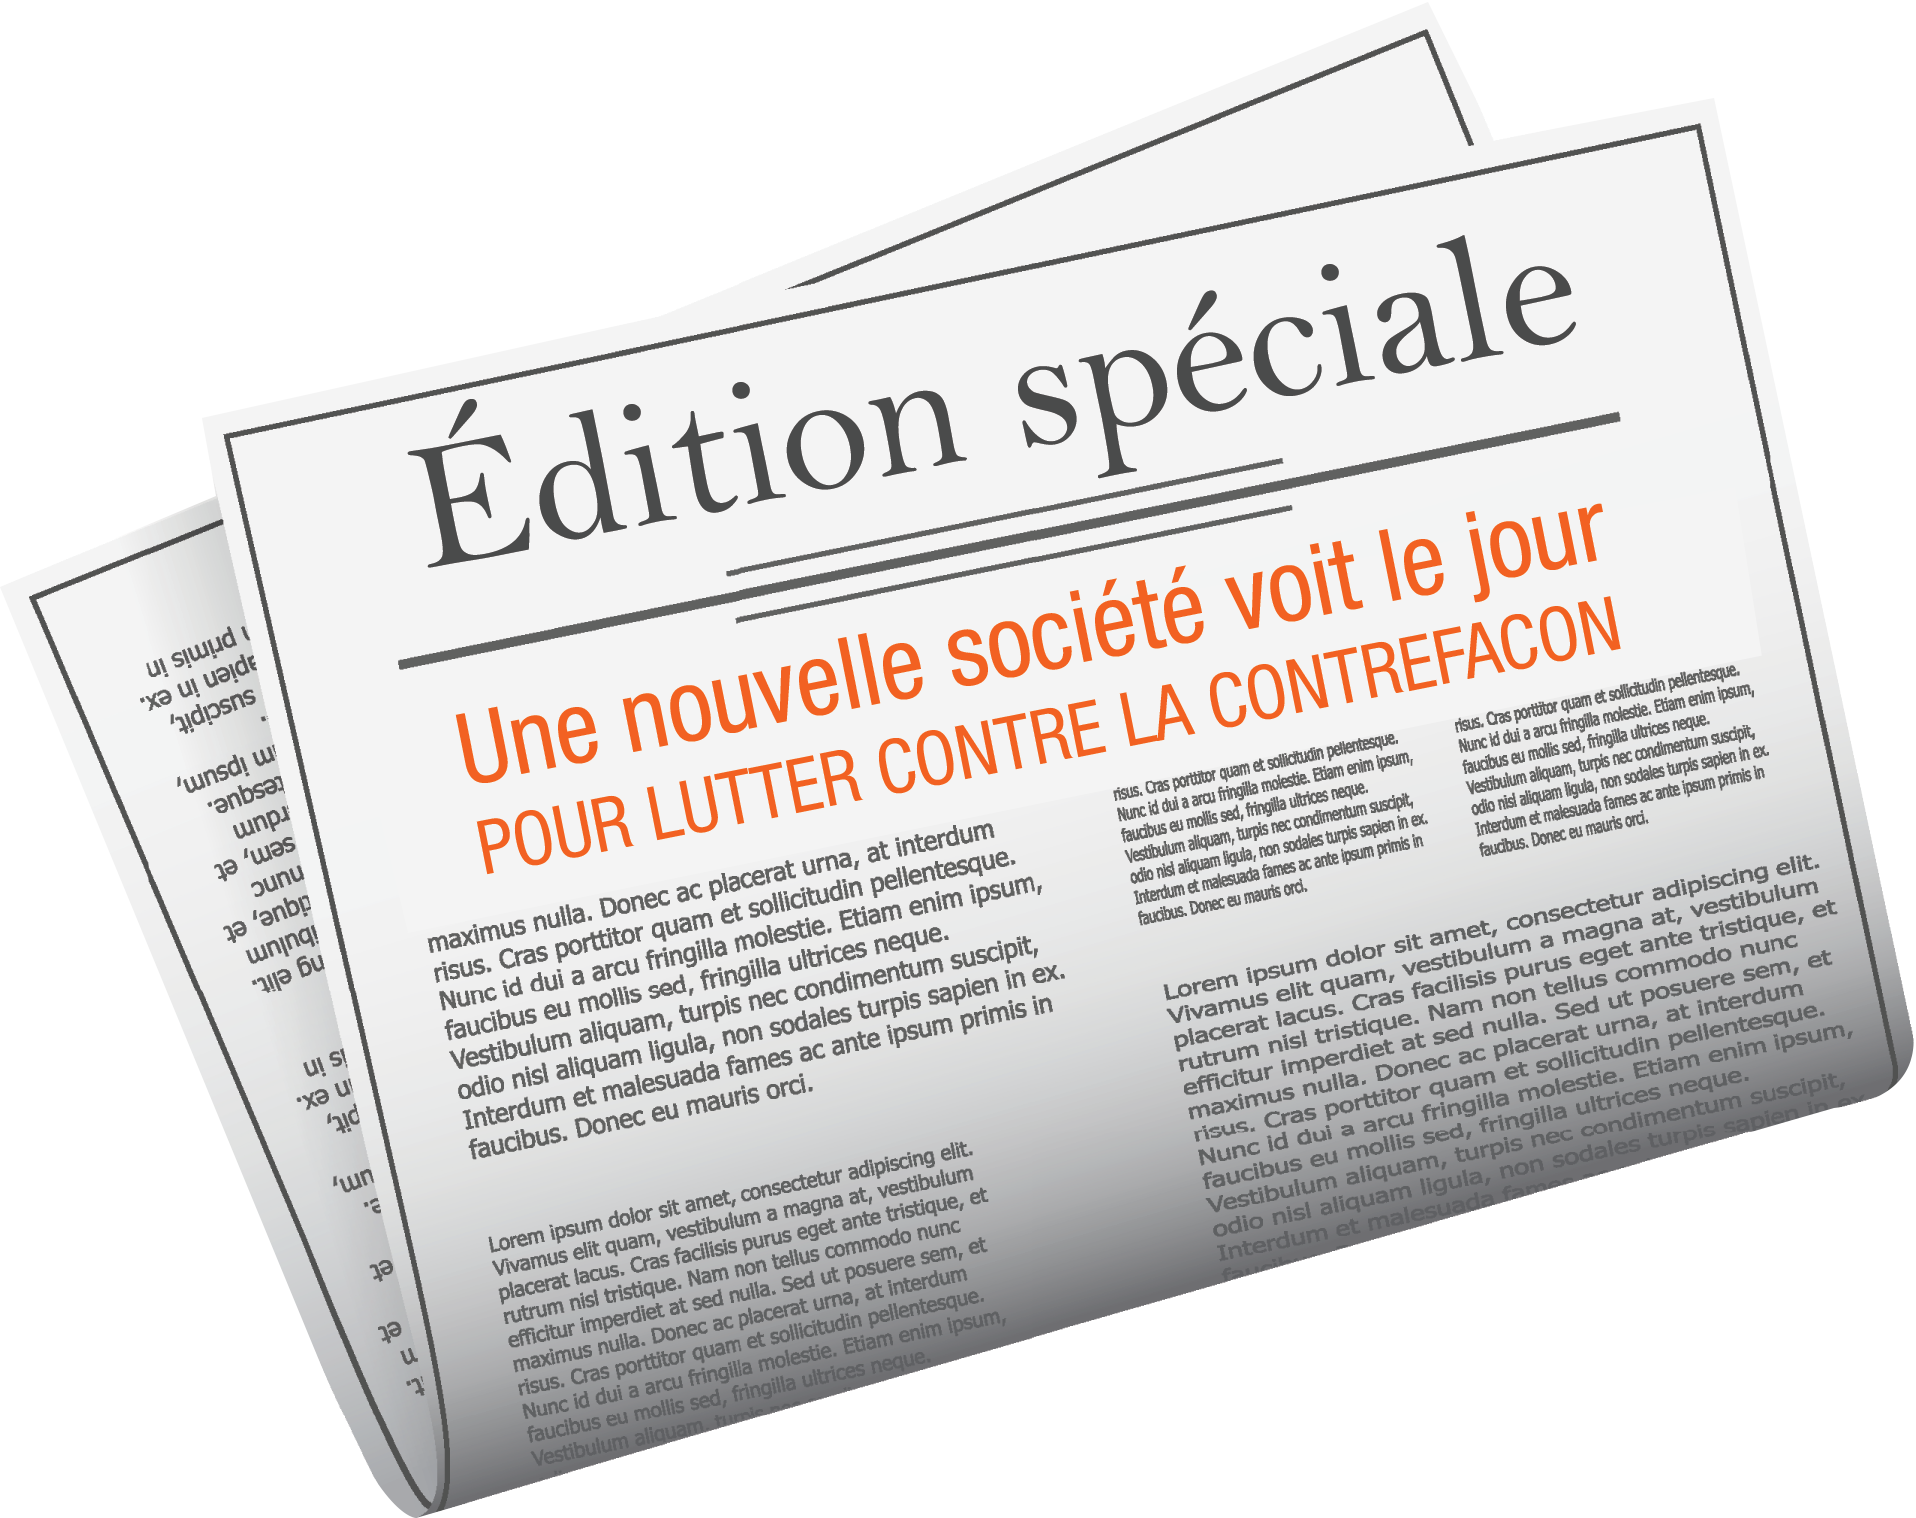 Édition spéciale
Une nouvelle société voit le jour
POUR LUTTER CONTRE LA CONTREFACON
maximus nulla. Donec ac placerat urna, at interdum
risus. Cras porttitor quam et sollicitudin pellentesque.
Nunc id dui a arcu fringilla molestie. Etiam enim ipsum,
faucibus eu mollis sed, fringilla ultrices neque.
Vestibulum aliquam, turpis nec condimentum suscipit,
odio nisl aliquam ligula, non sodales turpis sapien in ex.
Interdum et malesuada fames ac ante ipsum primis in
faucibus. Donec eu mauris orci.
Lorem ipsum dolor sit amet, consectetur adipiscing elit.
Vivamus elit quam, vestibulum a magna at, vestibulum
placerat lacus. Cras facilisis purus eget ante tristique, et
rutrum nisl tristique. Nam non tellus commodo nunc
efficitur imperdiet at sed nulla. Sed ut posuere sem, et
maximus nulla. Donec ac placerat urna, at interdum
risus. Cras porttitor quam et sollicitudin pellentesque.
Nunc id dui a arcu fringilla molestie. Etiam enim ipsum,
faucibus eu mollis sed, fringilla ultrices neque.
Vestibulum aliquam, turpis
risus. Cras porttitor quam et sollicitudin pellentesque.
Nunc id dui a arcu fringilla molestie. Etiam enim ipsum,
faucibus eu mollis sed, fringilla ultrices neque.
Vestibulum aliquam, turpis nec condimentum suscipit,
odio nisl aliquam ligula, non sodales turpis sapien in ex.
Interdum et malesuada fames ac ante ipsum primis in
faucibus. Donec eu mauris orci.
risus. Cras porttitor quam et sollicitudin pellentesque.
Nunc id dui a arcu fringilla molestie. Etiam enim ipsum,
faucibus eu mollis sed, fringilla ultrices neque.
Vestibulum aliquam, turpis nec condimentum suscipit,
odio nisl aliquam ligula, non sodales turpis sapien in ex.
Interdum et malesuada fames ac ante ipsum primis in
faucibus. Donec eu mauris orci.
Lorem ipsum dolor sit amet, consectetur adipiscing elit.
Vivamus elit quam, vestibulum a magna at, vestibulum
placerat lacus. Cras facilisis purus eget ante tristique, et
rutrum nisl tristique. Nam non tellus commodo nunc
efficitur imperdiet at sed nulla. Sed ut posuere sem, et
maximus nulla. Donec ac placerat urna, at interdum
risus. Cras porttitor quam et sollicitudin pellentesque.
Nunc id dui a arcu fringilla molestie. Etiam enim ipsum,
faucibus eu mollis sed, fringilla ultrices neque.
Vestibulum aliquam, turpis nec condimentum suscipit,
odio nisl aliquam ligula, non sodales turpis sapien in ex
Interdum et malesuada